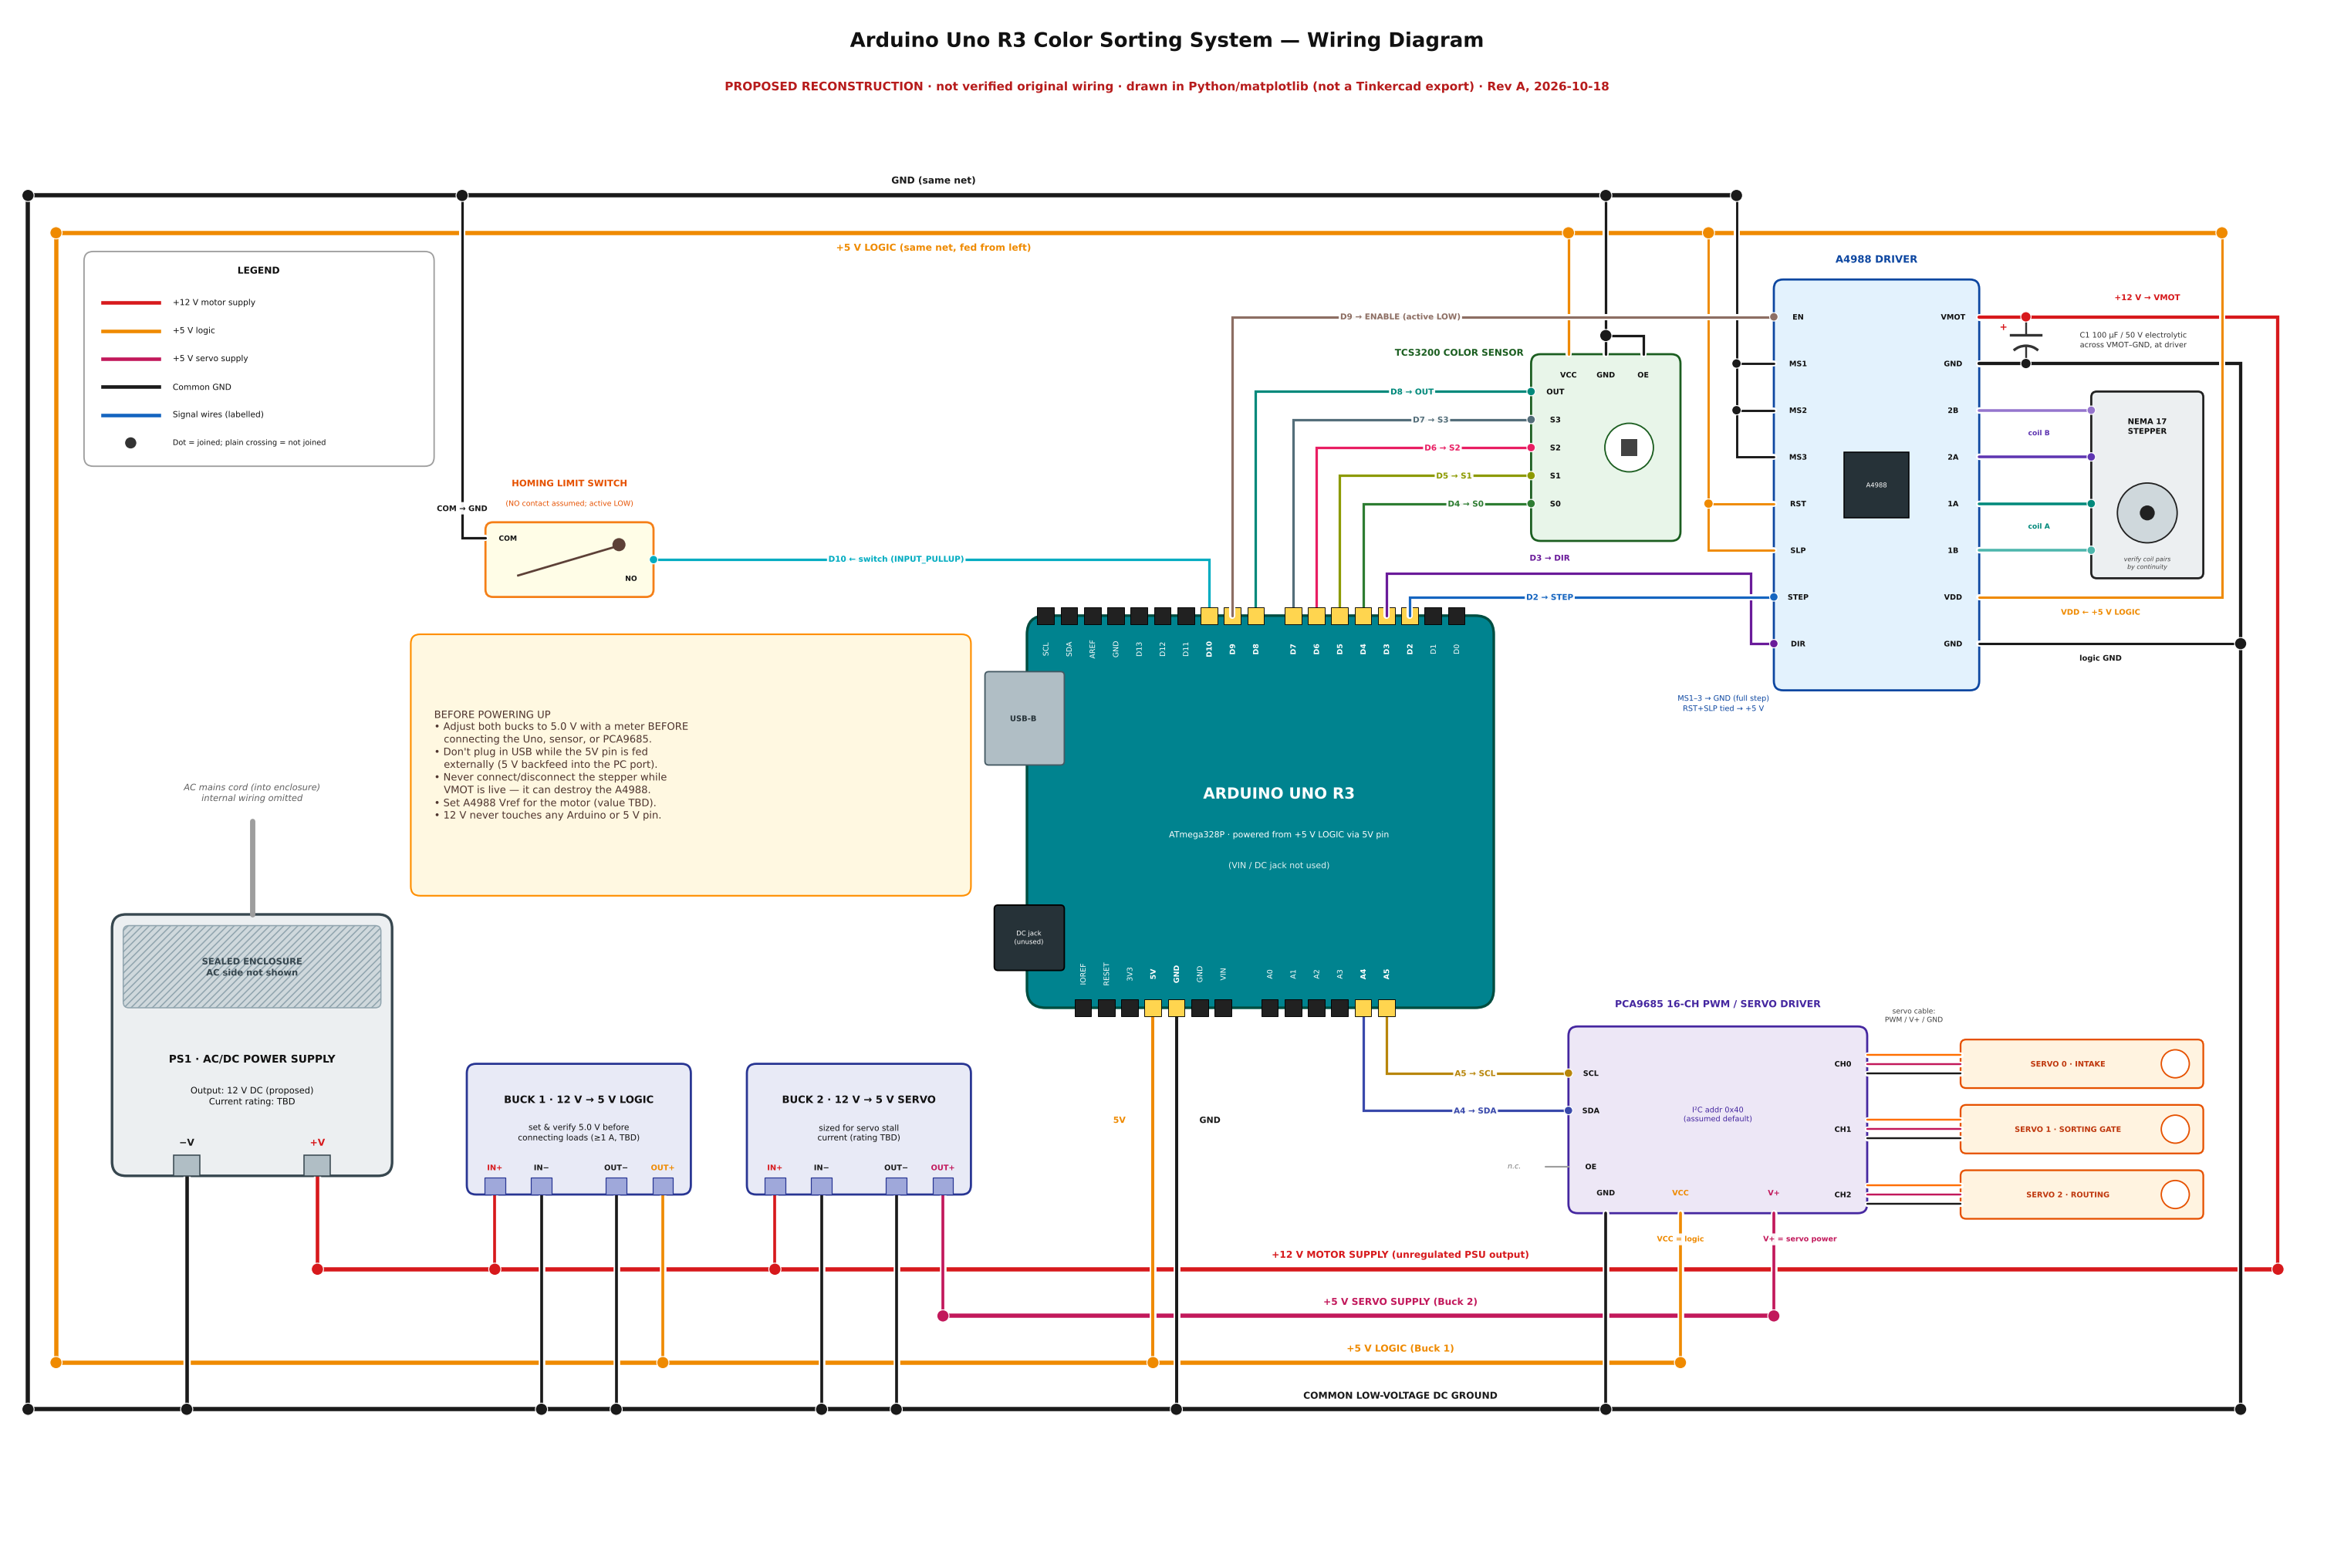 Arduino Uno R3 Color Sorting System — Wiring Diagram
PROPOSED RECONSTRUCTION · not verified original wiring · drawn in Python/matplotlib (not a Tinkercad export) · Rev A, 2026-10-18
GND (same net)
+5 V LOGIC (same net, fed from left)
LEGEND
+12 V motor supply
+5 V logic
+5 V servo supply
Common GND
Signal wires (labelled)
Dot = joined; plain crossing = not joined
HOMING LIMIT SWITCH
(NO contact assumed; active LOW)
COM → GND
COM
NO
D10 ← switch (INPUT_PULLUP)
D9 → ENABLE (active LOW)
TCS3200 COLOR SENSOR
VCC GND OE
D8 → OUT
D7 → S3
D6 → S2
D5 → S1
D4 → S0
OUT
S3
S2
S1
S0
D3 → DIR
D2 → STEP
A4988 DRIVER
EN
MS1
MS2
MS3
RST
SLP
STEP
DIR
A4988
VMOT
GND
2B
2A
1A
1B
VDD
GND
MS1–3 → GND (full step)
RST+SLP tied → +5 V
+12 V → VMOT
+
C1 100 µF / 50 V electrolytic
across VMOT–GND, at driver
coil B
coil A
NEMA 17
STEPPER
verify coil pairs
by continuity
VDD ← +5 V LOGIC
logic GND
BEFORE POWERING UP
• Adjust both bucks to 5.0 V with a meter BEFORE
connecting the Uno, sensor, or PCA9685.
• Don't plug in USB while the 5V pin is fed
externally (5 V backfeed into the PC port).
• Never connect/disconnect the stepper while
VMOT is live — it can destroy the A4988.
• Set A4988 Vref for the motor (value TBD).
• 12 V never touches any Arduino or 5 V pin.
SCL SDA AREF GND D13 D12 D11 D10 D9 D8 D7 D6 D5 D4 D3 D2 D1 D0
USB-B
ARDUINO UNO R3
ATmega328P · powered from +5 V LOGIC via 5V pin
(VIN / DC jack not used)
DC jack
(unused)
IOREF RESET 3V3 5V GND GND VIN A0 A1 A2 A3 A4 A5
AC mains cord (into enclosure)
internal wiring omitted
SEALED ENCLOSURE
AC side not shown
PS1 · AC/DC POWER SUPPLY
Output: 12 V DC (proposed)
Current rating: TBD
−V +V
BUCK 1 · 12 V → 5 V LOGIC
set & verify 5.0 V before
connecting loads (≥1 A, TBD)
IN+ IN− OUT− OUT+
BUCK 2 · 12 V → 5 V SERVO
sized for servo stall
current (rating TBD)
IN+ IN− OUT− OUT+
5V
GND
A5 → SCL
A4 → SDA
n.c.
PCA9685 16-CH PWM / SERVO DRIVER
SCL
SDA
OE
I²C addr 0x40
(assumed default)
CH0
CH1
CH2
GND VCC V+
VCC = logic
V+ = servo power
servo cable:
PWM / V+ / GND
SERVO 0 · INTAKE
SERVO 1 · SORTING GATE
SERVO 2 · ROUTING
+12 V MOTOR SUPPLY (unregulated PSU output)
+5 V SERVO SUPPLY (Buck 2)
+5 V LOGIC (Buck 1)
COMMON LOW-VOLTAGE DC GROUND